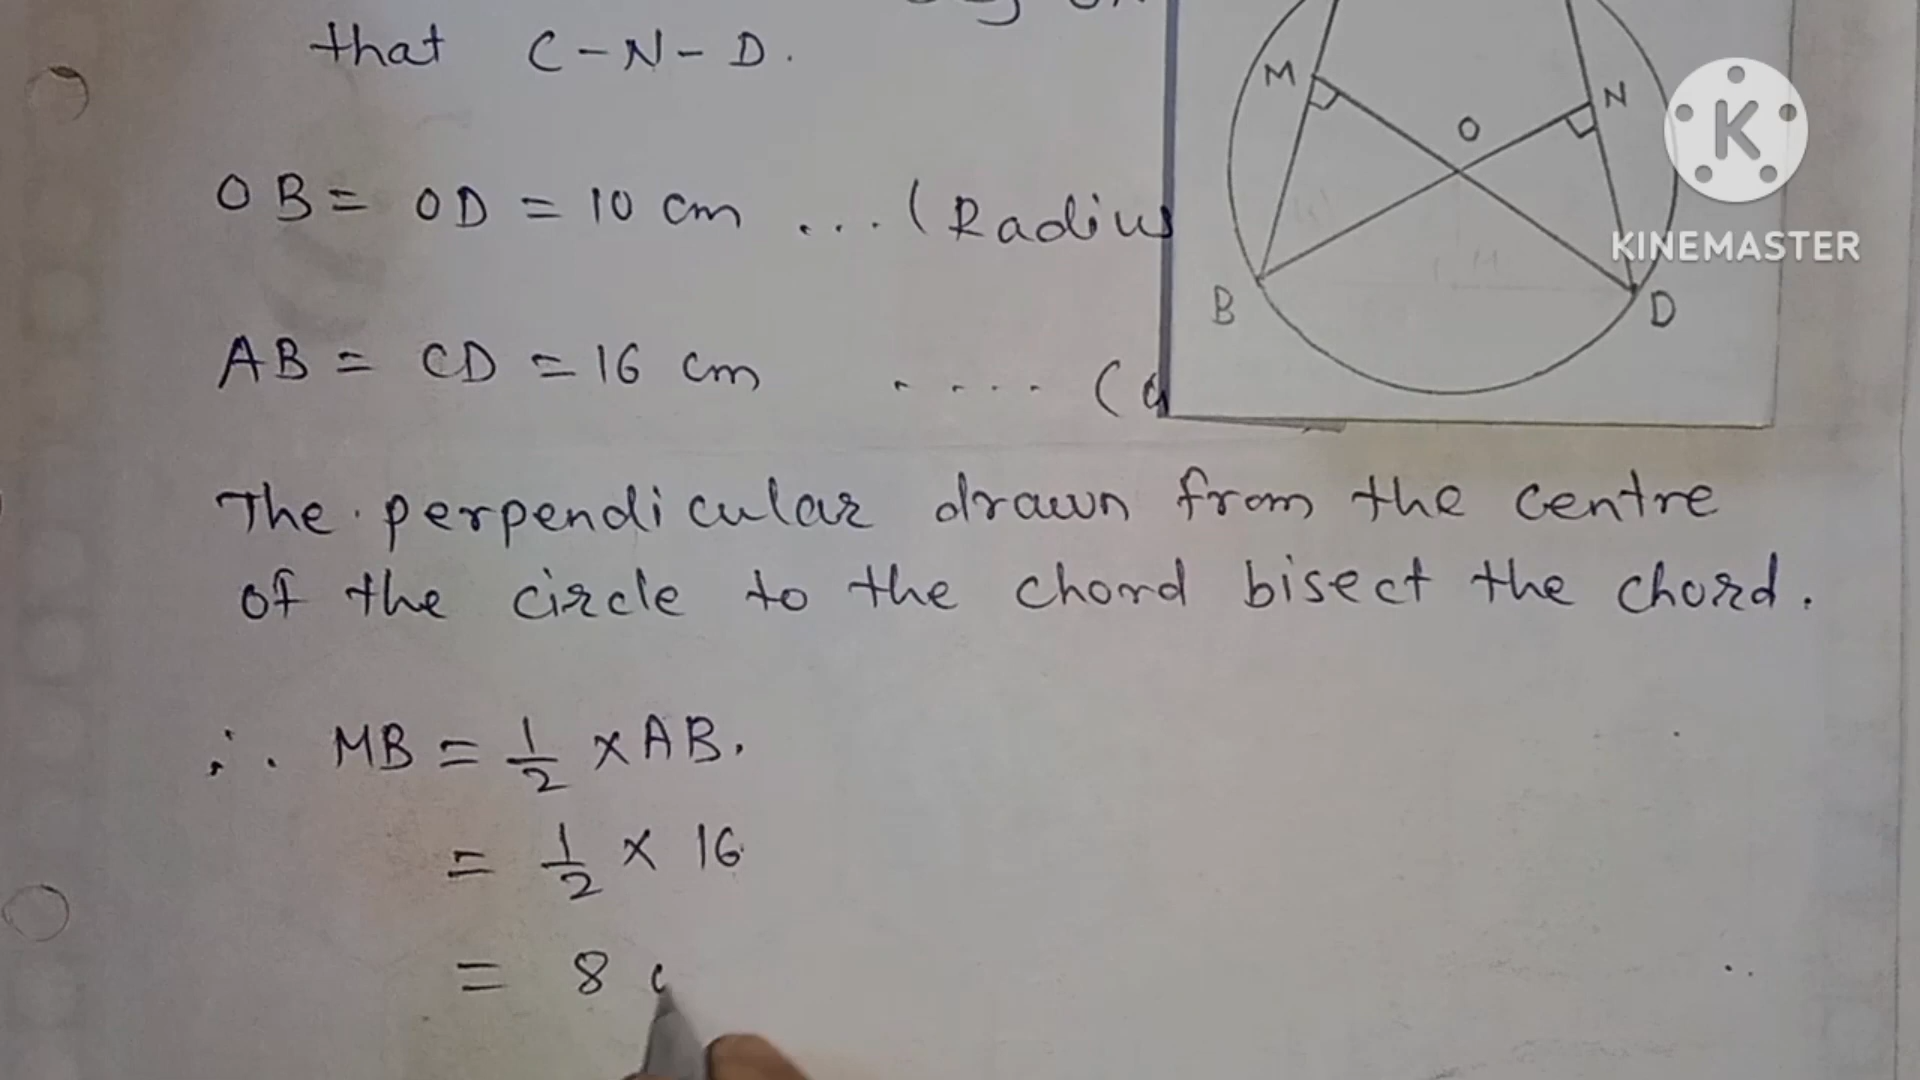 that C - N - D.
OB = OD = 10 cm ... (Radius
AB = CD = 16 cm .... (
The perpendicular drawn from the centre
of the circle to the chord bisect the chord.
∴ MB = 1/2 × AB.
= 1/2 × 16
= 8 c
M
N
O
B
D
K
KINEMASTER